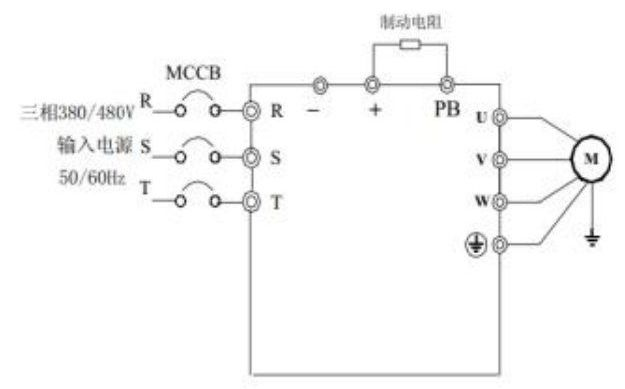 制动电阻
MCCB
三相380/480V R
R - + PB
U
输入电源 S
S
V
M
50/60Hz T
T
W